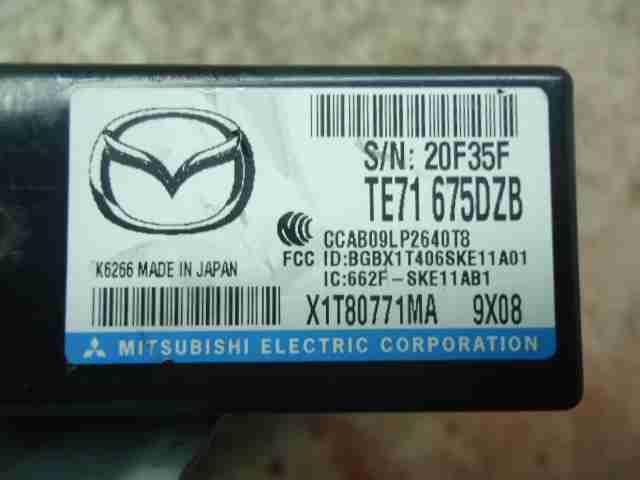 S/N: 20F35F
TE71 675DZB
CCAB09LP2640T8
FCC ID:BGBX1T406SKE11A01
IC:662F-SKE11AB1
K6266 MADE IN JAPAN
X1T80771MA 9X08
MITSUBISHI ELECTRIC CORPORATION